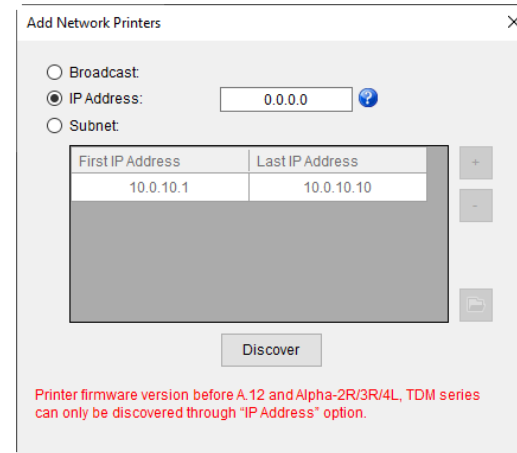 Add Network Printers
Broadcast:
IP Address: 0.0.0.0 ?
Subnet:
First IP Address Last IP Address +
10.0.10.1 10.0.10.10
-
Discover
Printer firmware version before A.12 and Alpha-2R/3R/4L, TDM series
can only be discovered through “IP Address” option.